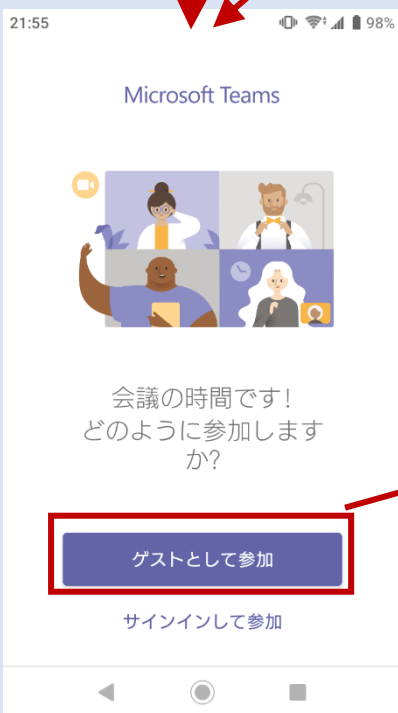 21:55 98%
Microsoft Teams
会議の時間です!
どのように参加します
か?
ゲストとして参加
サインインして参加